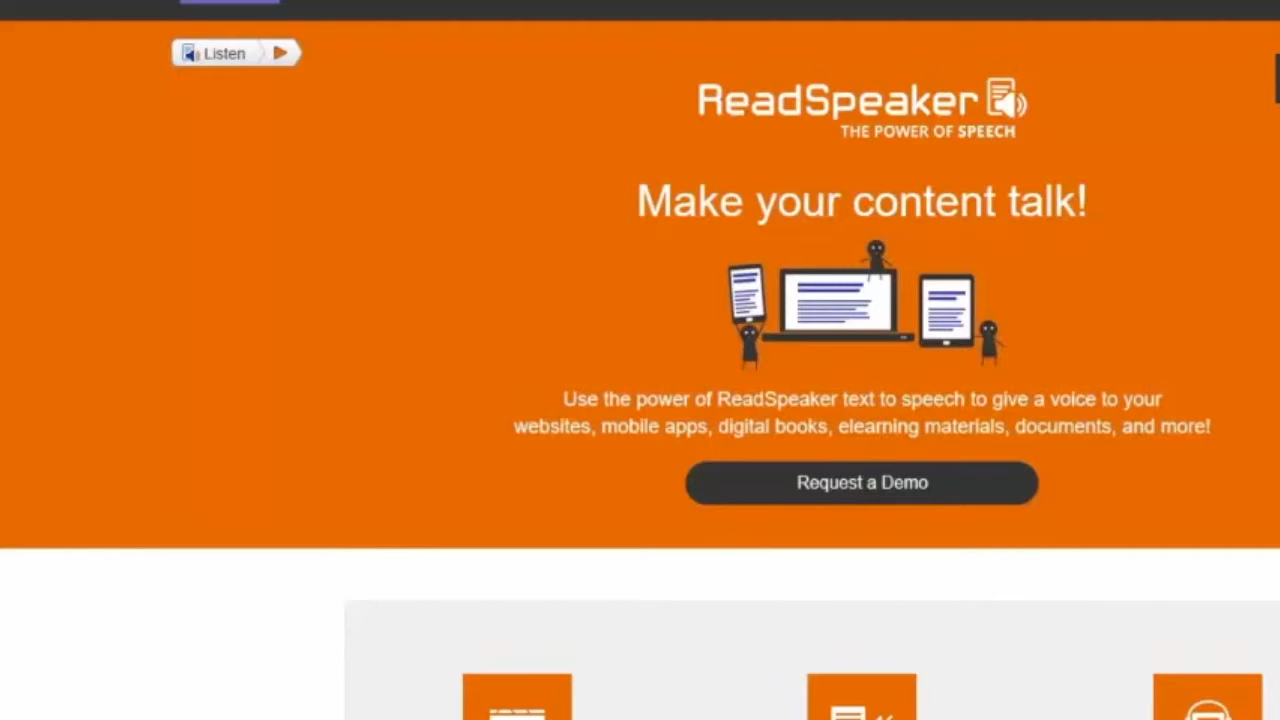 Listen
ReadSpeaker
THE POWER OF SPEECH
Make your content talk!
Use the power of ReadSpeaker text to speech to give a voice to your
websites, mobile apps, digital books, elearning materials, documents, and more!
Request a Demo